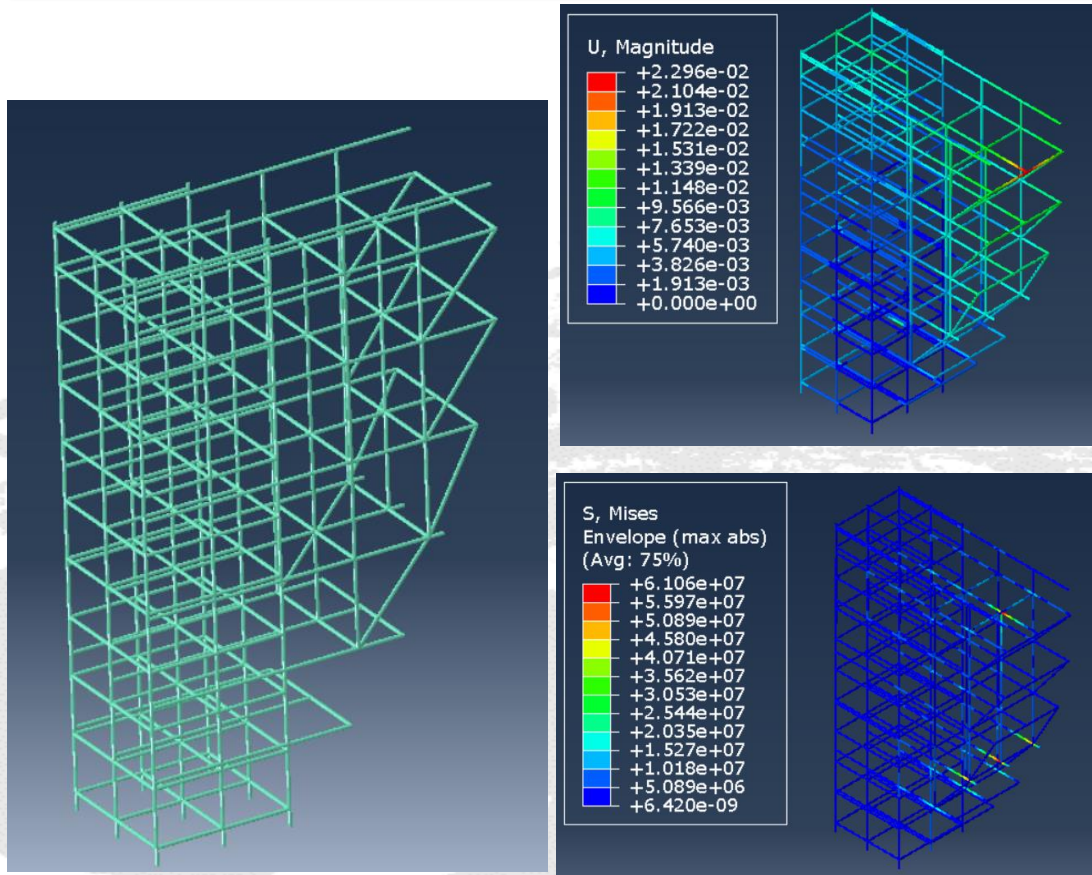 U, Magnitude
+2.296e-02
+2.104e-02
+1.913e-02
+1.722e-02
+1.531e-02
+1.339e-02
+1.148e-02
+9.566e-03
+7.653e-03
+5.740e-03
+3.826e-03
+1.913e-03
+0.000e+00
S, Mises
Envelope (max abs)
(Avg: 75%)
+6.106e+07
+5.597e+07
+5.089e+07
+4.580e+07
+4.071e+07
+3.562e+07
+3.053e+07
+2.544e+07
+2.035e+07
+1.527e+07
+1.018e+07
+5.089e+06
+6.420e-09